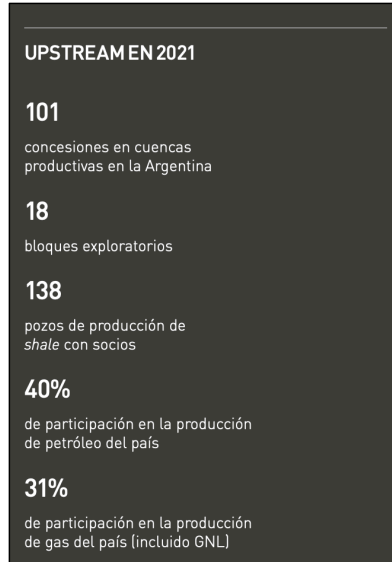 UPSTREAM EN 2021
101
concesiones en cuencas
productivas en la Argentina
18
bloques exploratorios
138
pozos de producción de
shale con socios
40%
de participación en la producción
de petróleo del país
31%
de participación en la producción
de gas del país (incluido GNL)